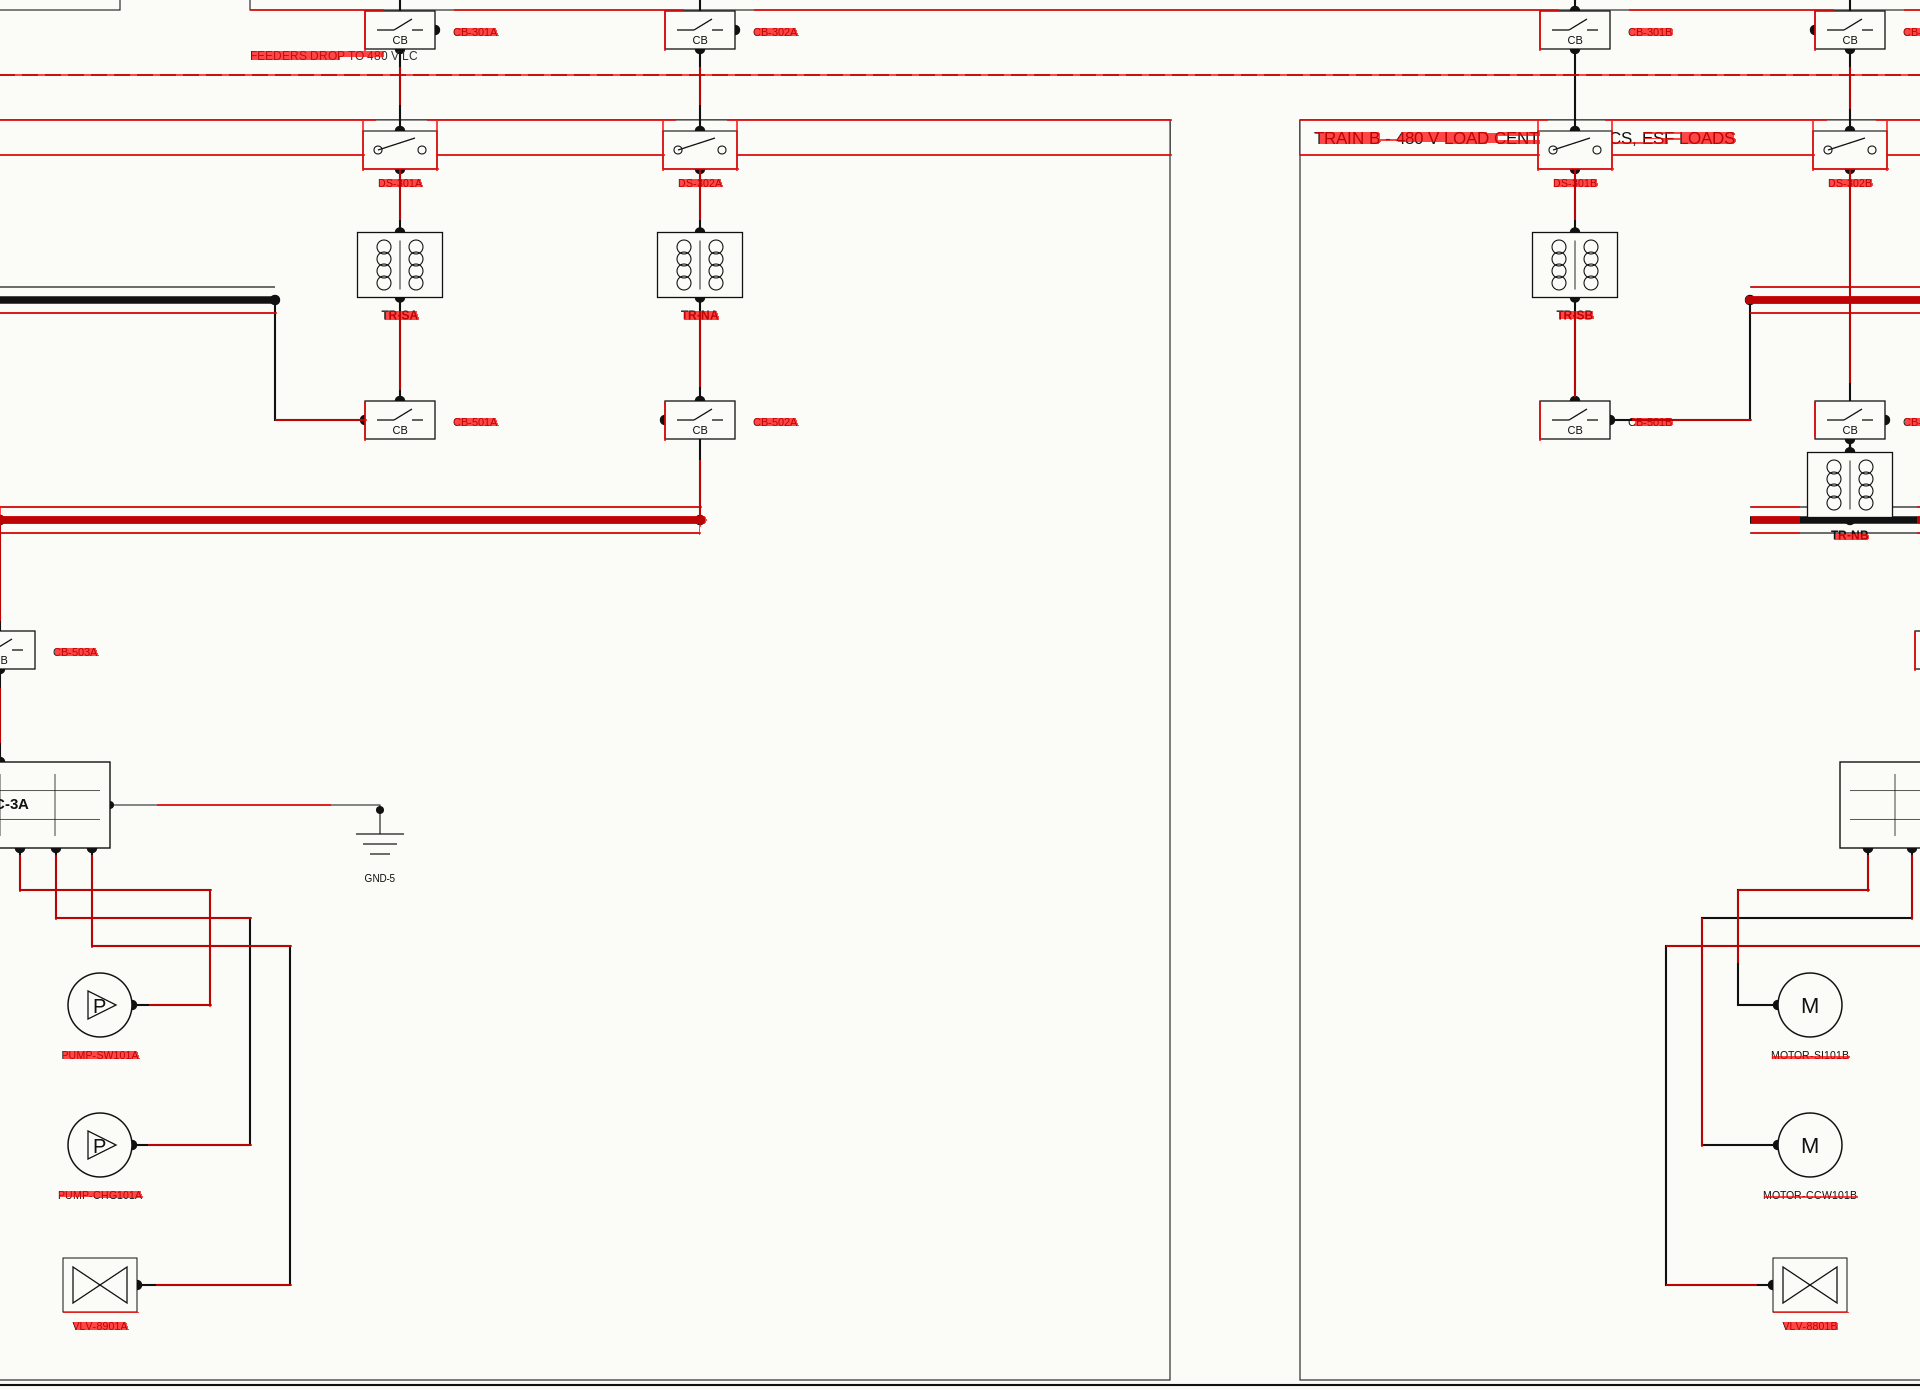 CB CB-301A CB CB-302A CB CB-301B CB CB-
FEEDERS DROP TO 480 V LC
TRAIN B - 480 V LOAD CENT CS, ESF LOADS
DS-301A DS-302A DS-301B DS-302B
TR-SA TR-NA TR-SB
CB CB-501A CB CB-502A CB CB-501B CB CB-
TR-NB
B CB-503A
C-3A
GND-5
P M
PUMP-SW101A MOTOR-SI101B
P M
PUMP-CHG101A MOTOR-CCW101B
VLV-8901A VLV-8801B